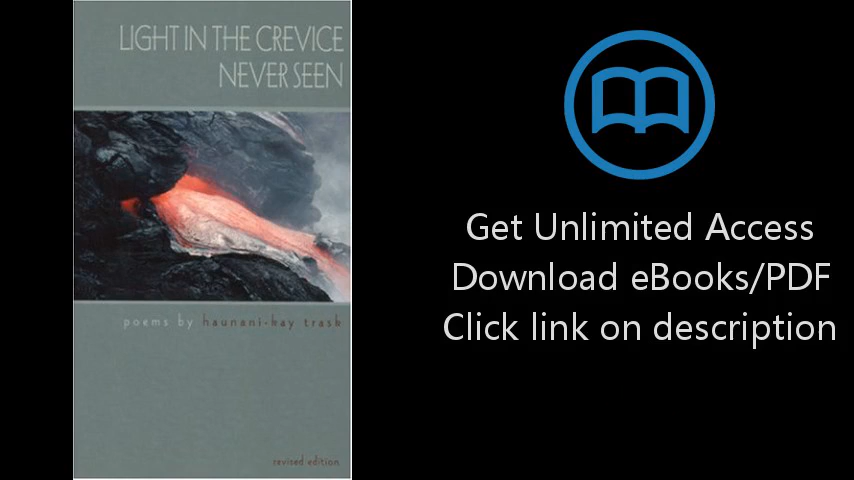 LIGHT IN THE CREVICE
NEVER SEEN
poems by haunani-kay trask
revised edition
Get Unlimited Access
Download eBooks/PDF
Click link on description